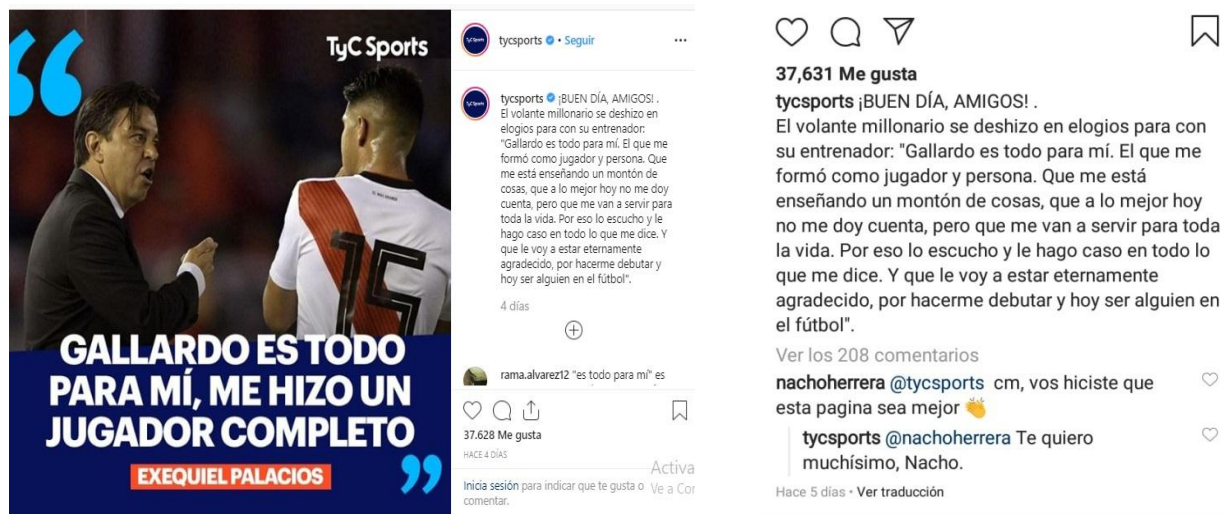 TyC Sports
GALLARDO ES TODO
PARA MÍ, ME HIZO UN
JUGADOR COMPLETO
EXEQUIEL PALACIOS
15
tycsports • Seguir
tycsports ¡BUEN DÍA, AMIGOS! .
El volante millonario se deshizo en
elogios para con su entrenador:
"Gallardo es todo para mí. El que me
formó como jugador y persona. Que
me está enseñando un montón de
cosas, que a lo mejor hoy no me doy
cuenta, pero que me van a servir para
toda la vida. Por eso lo escucho y le
hago caso en todo lo que me dice. Y
que le voy a estar eternamente
agradecido, por hacerme debutar y
hoy ser alguien en el fútbol".
4 días
rama.alvarez12 "es todo para mí" es
37.628 Me gusta
HACE 4 DÍAS
Activa
Inicia sesión para indicar que te gusta o
Ve a Cor
comentar.
37,631 Me gusta
tycsports ¡BUEN DÍA, AMIGOS! .
El volante millonario se deshizo en elogios para con
su entrenador: "Gallardo es todo para mí. El que me
formó como jugador y persona. Que me está
enseñando un montón de cosas, que a lo mejor hoy
no me doy cuenta, pero que me van a servir para toda
la vida. Por eso lo escucho y le hago caso en todo lo
que me dice. Y que le voy a estar eternamente
agradecido, por hacerme debutar y hoy ser alguien en
el fútbol".
Ver los 208 comentarios
nachoherrera @tycsports cm, vos hiciste que
esta pagina sea mejor 👏
tycsports @nachoherrera Te quiero
muchísimo, Nacho.
Hace 5 días • Ver traducción